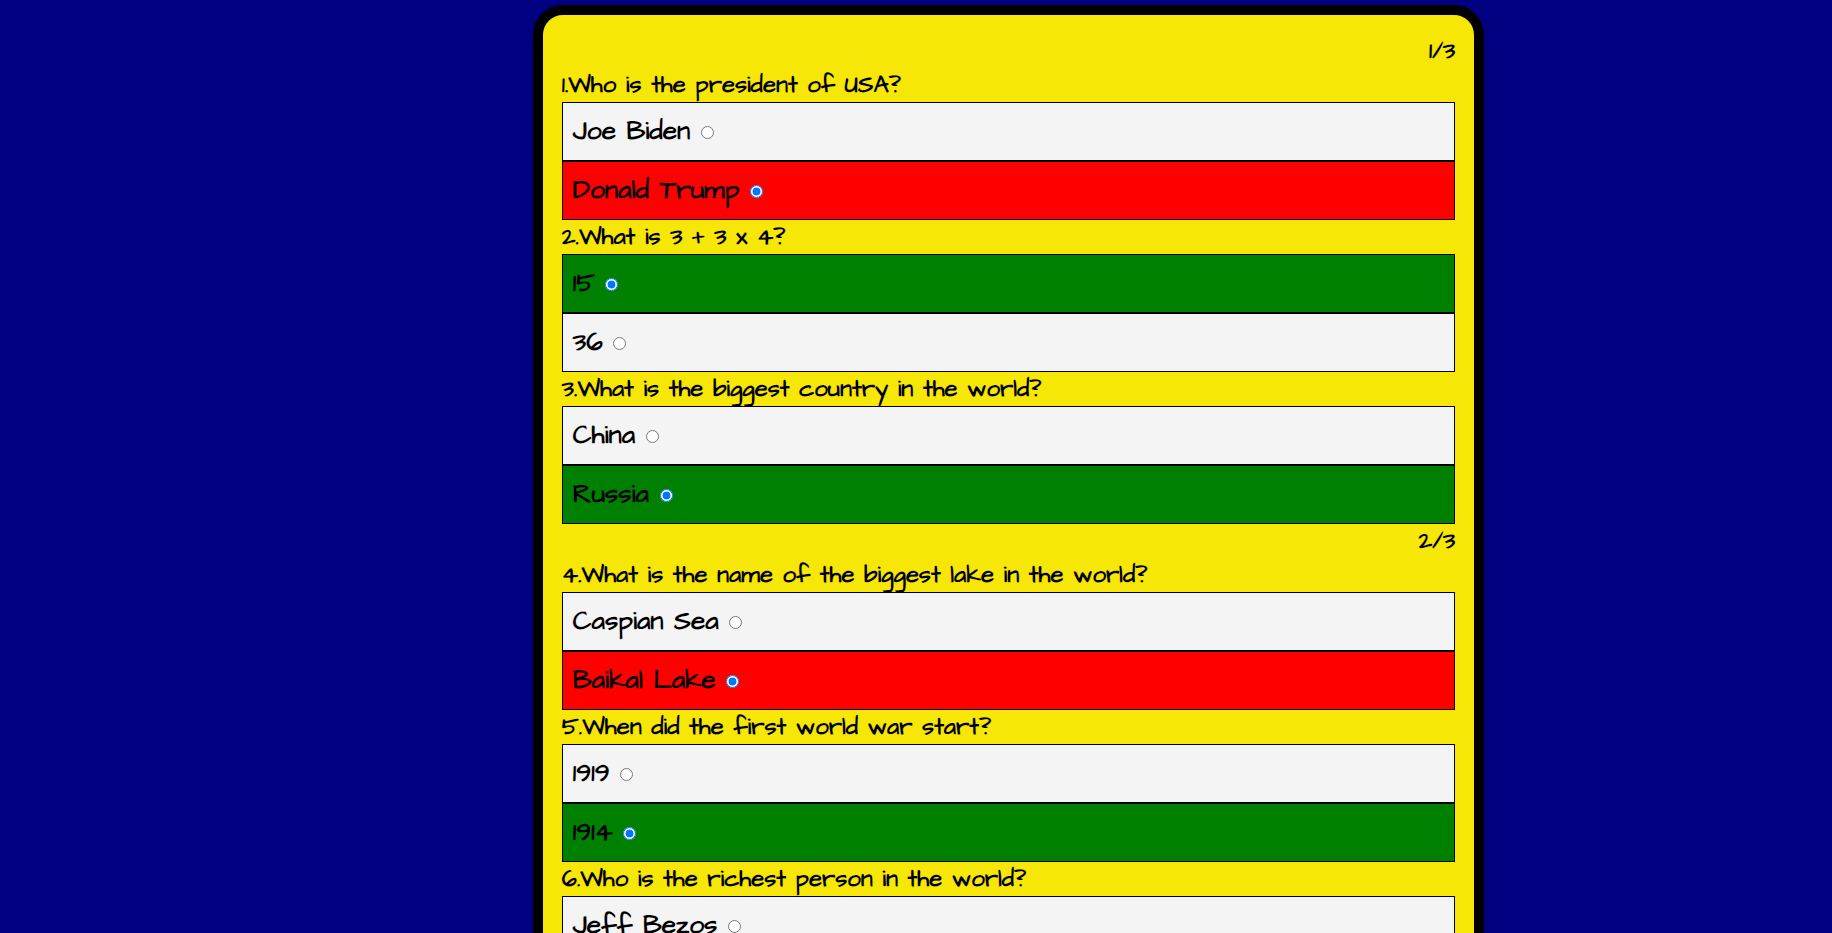 1/3
1.Who is the president of USA?
Joe Biden
Donald Trump
2.What is 3 + 3 x 4?
15
36
3.What is the biggest country in the world?
China
Russia
2/3
4.What is the name of the biggest lake in the world?
Caspian Sea
Baikal Lake
5.When did the first world war start?
1919
1914
6.Who is the richest person in the world?
Jeff Bezos